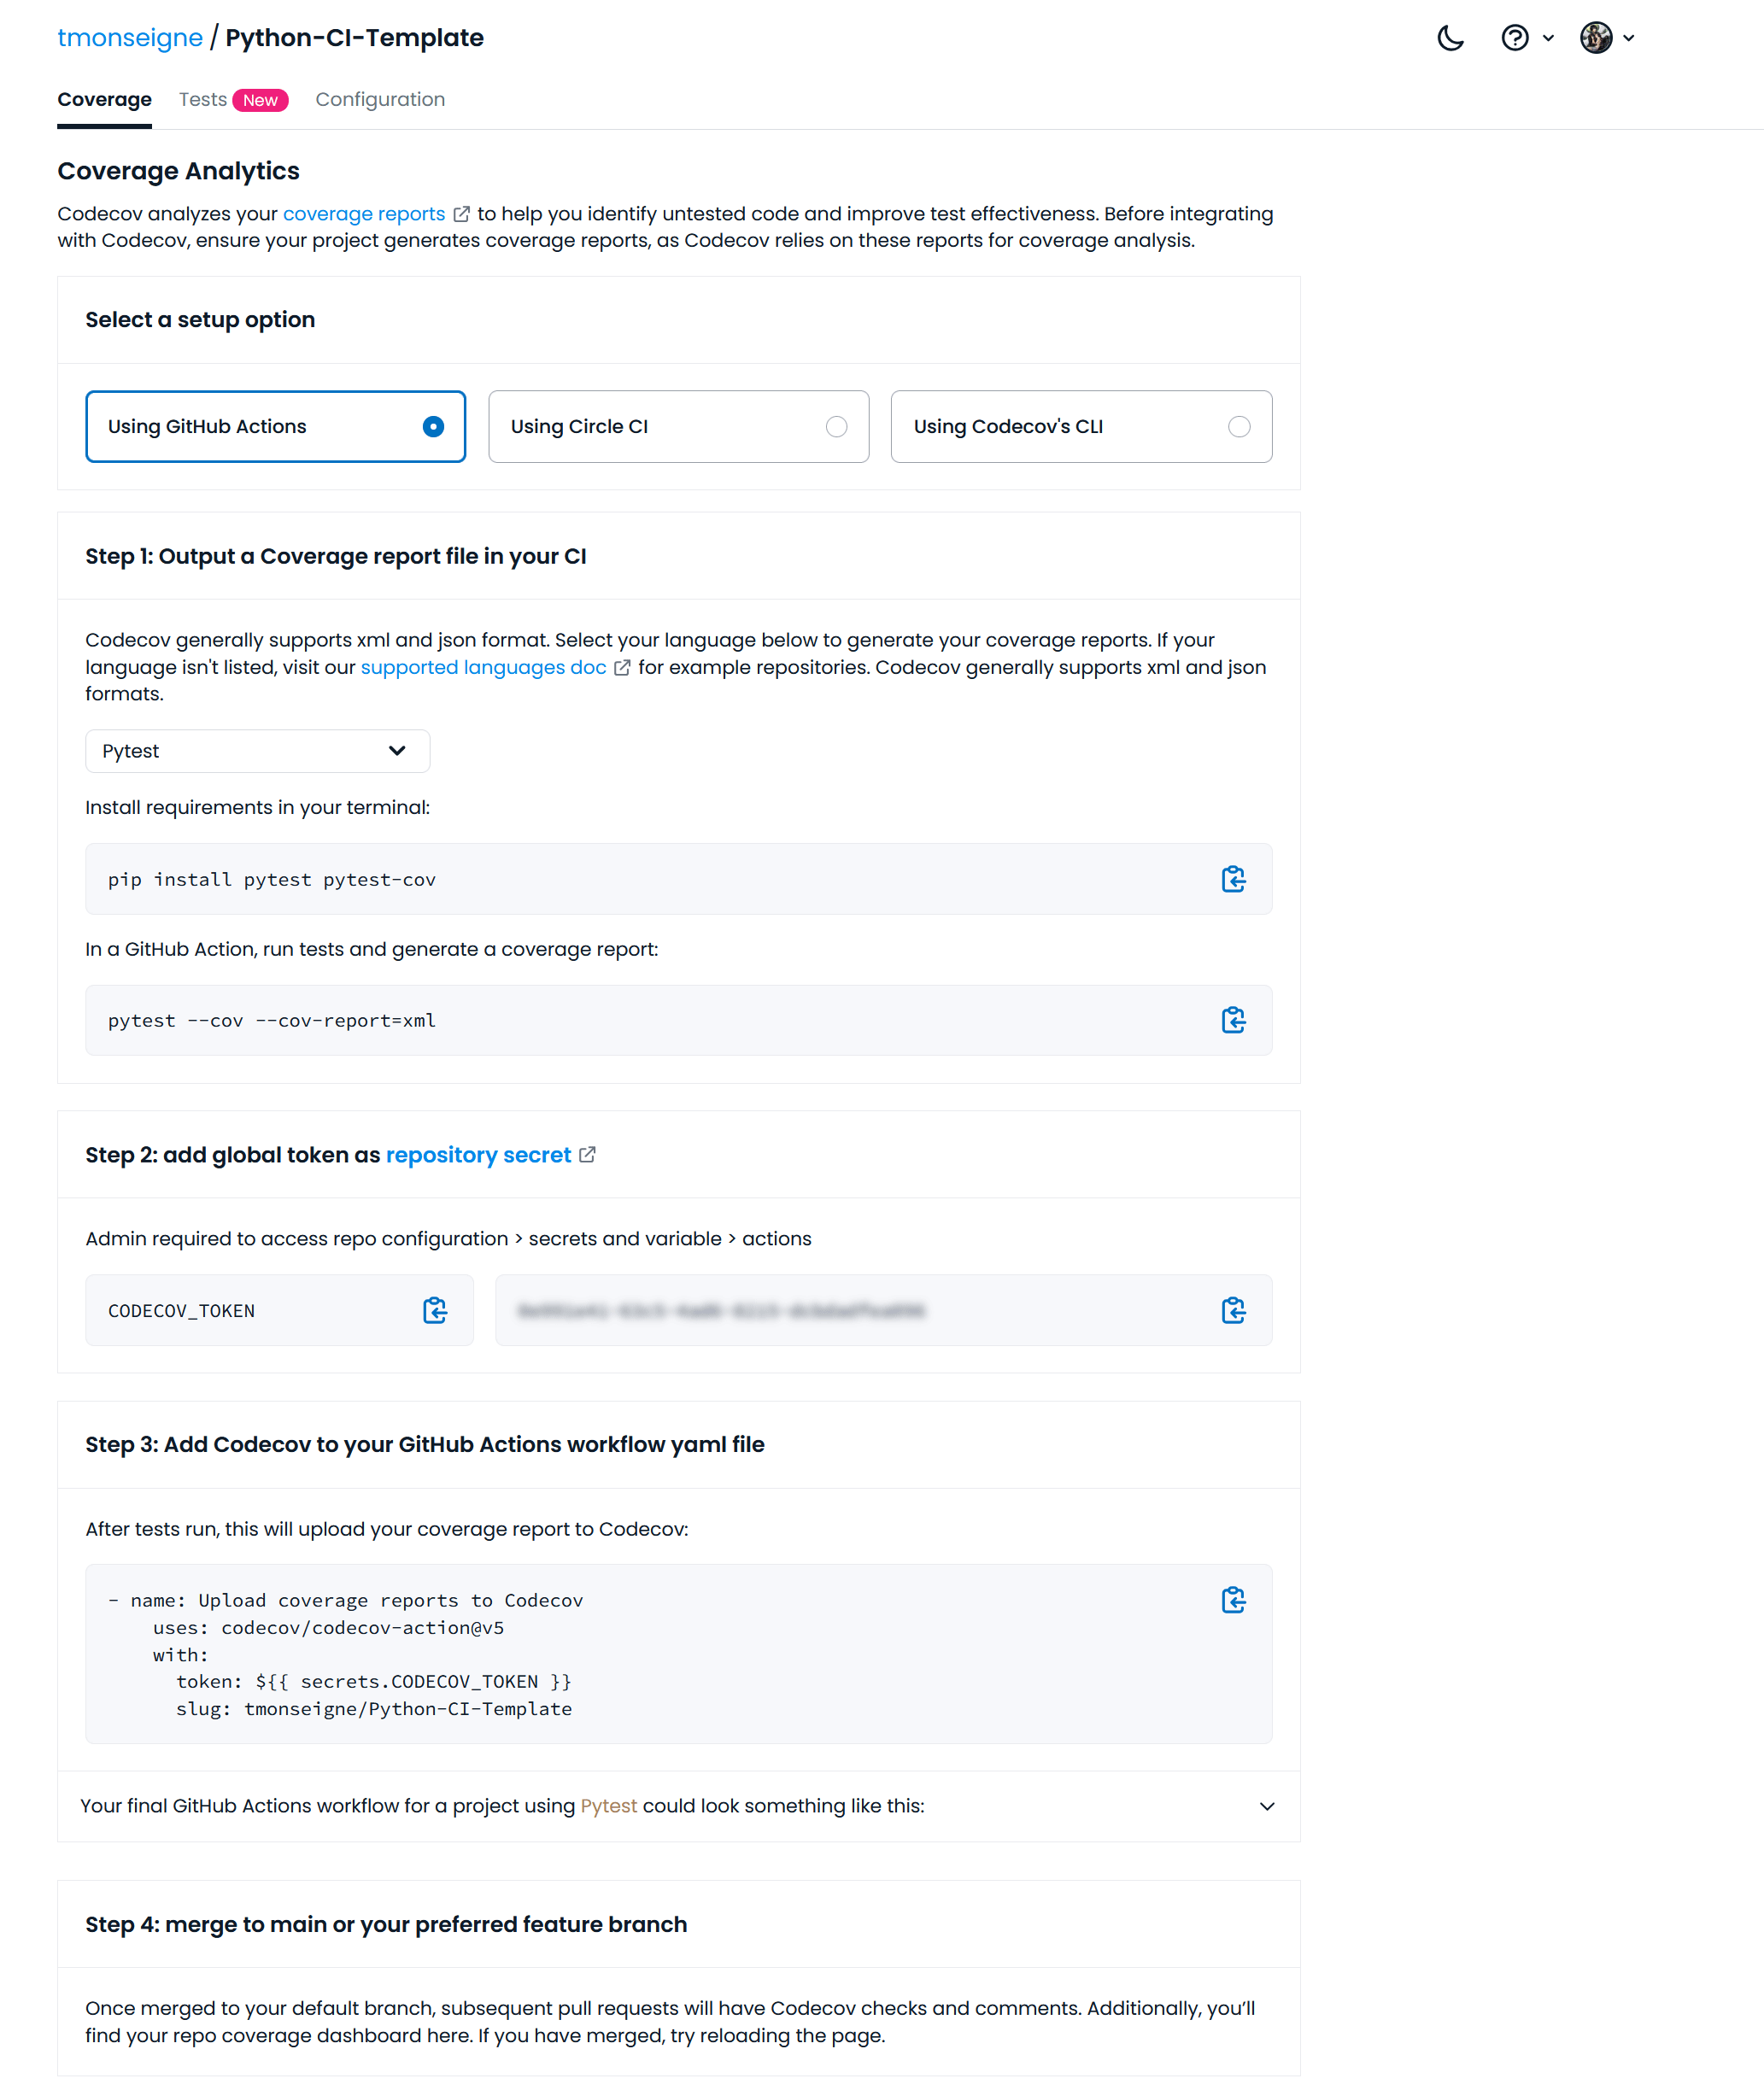 tmonseigne / Python-CI-Template
Coverage Tests New Configuration
Coverage Analytics
Codecov analyzes your coverage reports to help you identify untested code and improve test effectiveness. Before integrating
with Codecov, ensure your project generates coverage reports, as Codecov relies on these reports for coverage analysis.
Select a setup option
Using GitHub Actions Using Circle CI Using Codecov's CLI
Step 1: Output a Coverage report file in your CI
Codecov generally supports xml and json format. Select your language below to generate your coverage reports. If your
language isn't listed, visit our supported languages doc for example repositories. Codecov generally supports xml and json
formats.
Pytest
Install requirements in your terminal:
pip install pytest pytest-cov
In a GitHub Action, run tests and generate a coverage report:
pytest --cov --cov-report=xml
Step 2: add global token as repository secret
Admin required to access repo configuration > secrets and variable > actions
CODECOV_TOKEN
Step 3: Add Codecov to your GitHub Actions workflow yaml file
After tests run, this will upload your coverage report to Codecov:
- name: Upload coverage reports to Codecov
uses: codecov/codecov-action@v5
with:
token: ${{ secrets.CODECOV_TOKEN }}
slug: tmonseigne/Python-CI-Template
Your final GitHub Actions workflow for a project using Pytest could look something like this:
Step 4: merge to main or your preferred feature branch
Once merged to your default branch, subsequent pull requests will have Codecov checks and comments. Additionally, you’ll
find your repo coverage dashboard here. If you have merged, try reloading the page.